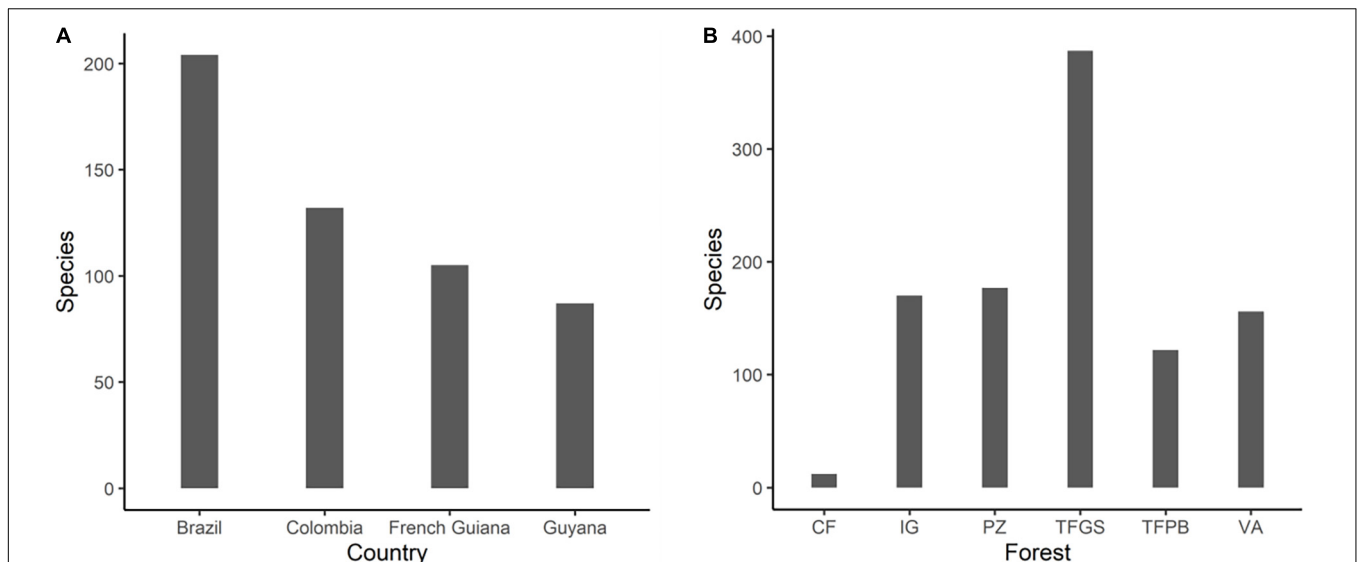 A
200
150
100
50
0
Species
Brazil Colombia French Guiana Guyana
Country
B
400
300
200
100
0
Species
CF IG PZ TFGS TFPB VA
Forest